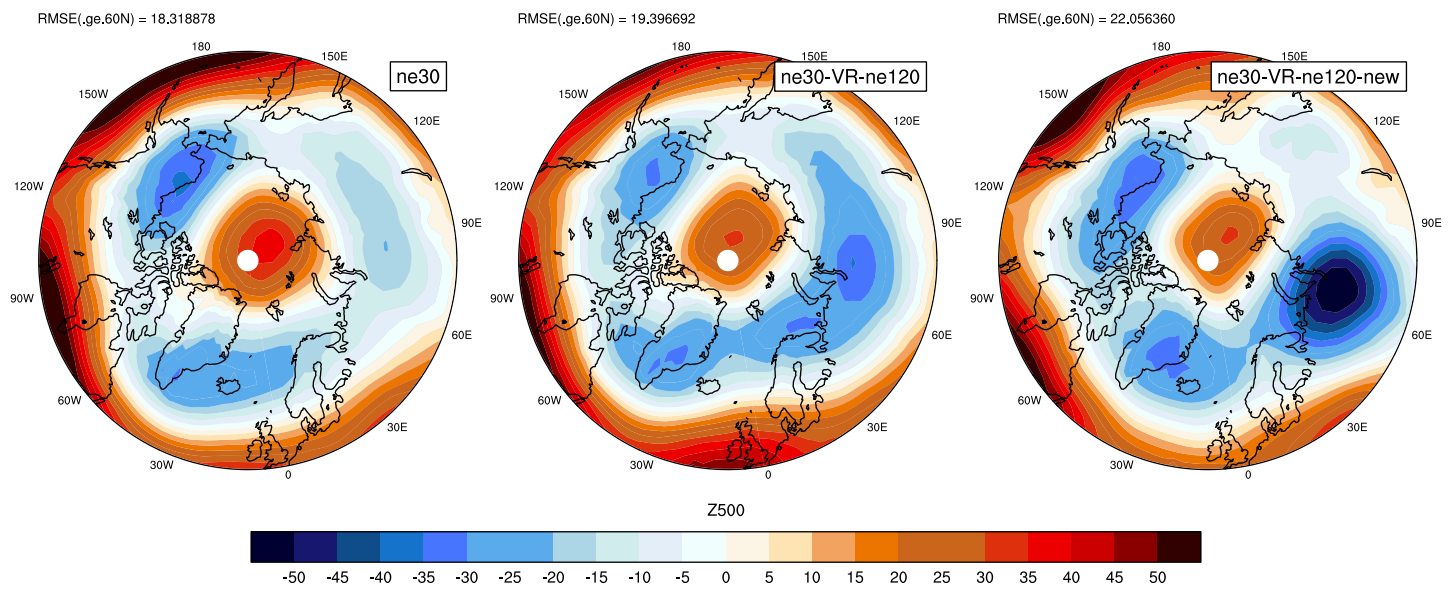 RMSE(.ge.60N) = 18.318878
180
150E
150W
ne30
120E
120W
90E
90W
60E
60W
30E
30W
0
RMSE(.ge.60N) = 19.396692
180
150E
150W
ne30-VR-ne120
120E
120W
90E
90W
60E
60W
30E
30W
0
RMSE(.ge.60N) = 22.056360
180
150E
150W
ne30-VR-ne120-new
120E
120W
90E
90W
60E
60W
30E
30W
0
Z500
-50 -45 -40 -35 -30 -25 -20 -15 -10 -5 0 5 10 15 20 25 30 35 40 45 50